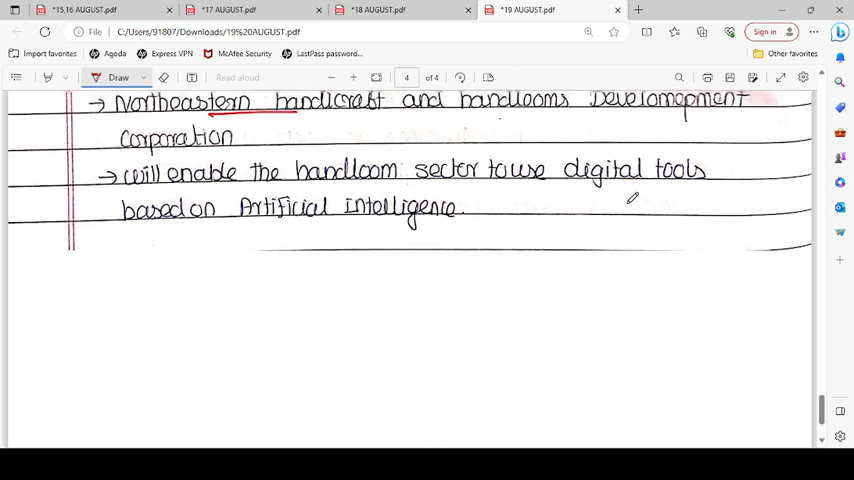 *15,16 AUGUST.pdf
*17 AUGUST.pdf
*18 AUGUST.pdf
*19 AUGUST.pdf
File
C:/Users/91807/Downloads/19%20AUGUST.pdf
Sign in
Import favorites
Agoda
Express VPN
McAfee Security
LastPass password...
Other favorites
Draw
Read aloud
4
of 4
→ Northeastern handicraft and handlooms Develomepment
corporation
→ will enable the handloom sector to use digital tools
based on Artificial Intelligence.